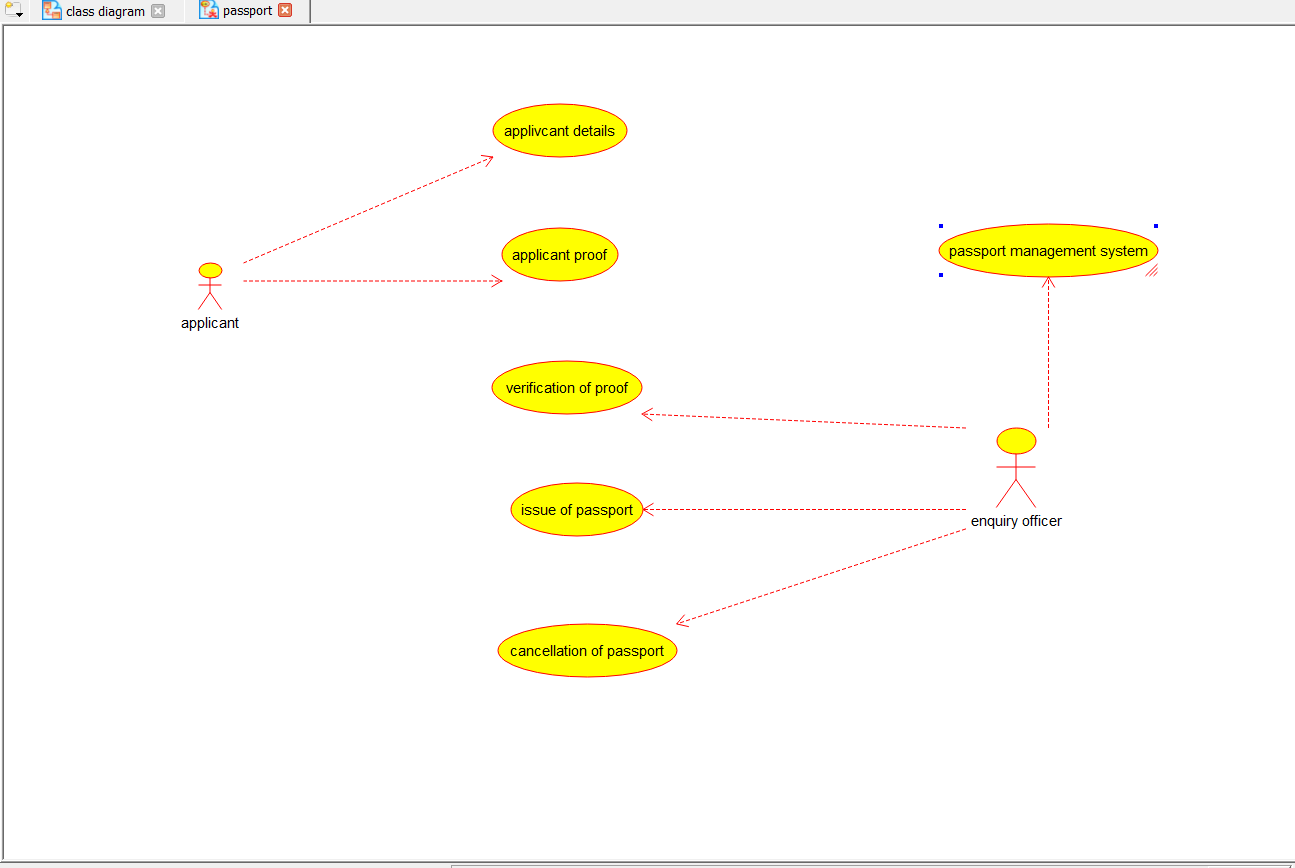 class diagram
passport
applivcant details
applicant proof
passport management system
applicant
verification of proof
issue of passport
enquiry officer
cancellation of passport